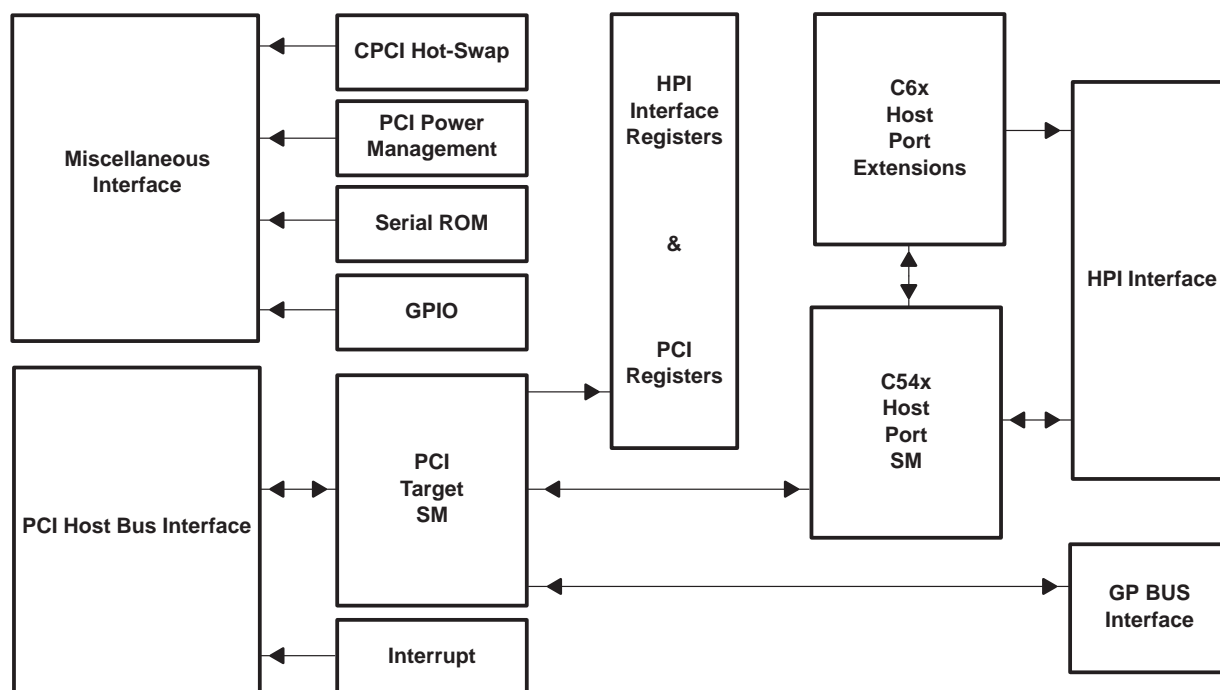 Miscellaneous
Interface
CPCI Hot-Swap
PCI Power
Management
Serial ROM
GPIO
HPI
Interface
Registers
&
PCI
Registers
C6x
Host
Port
Extensions
HPI Interface
C54x
Host
Port
SM
PCI Host Bus Interface
PCI
Target
SM
Interrupt
GP BUS
Interface